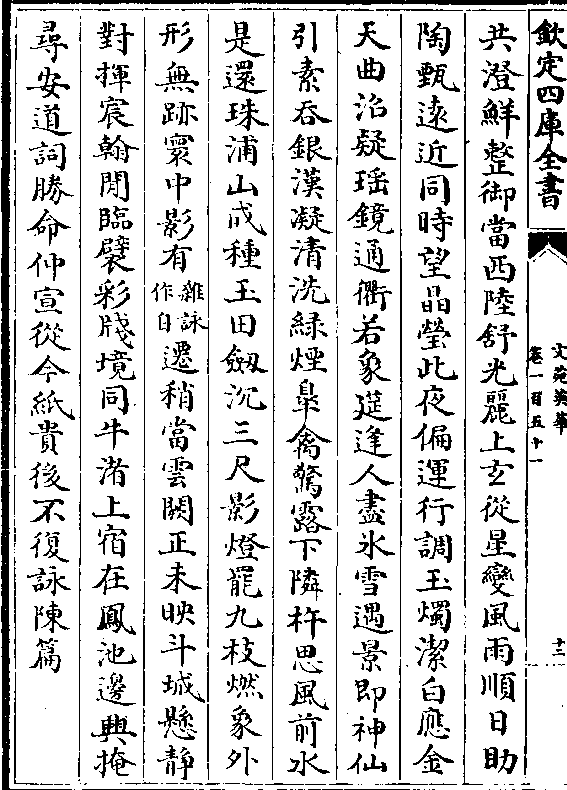 欽定四庫全書
文苑英華
卷一百五十一
十三
共澄鮮整御當西陸舒光麗上玄從星變風雨順日助
陶甄遠近同時望晶瑩此夜偏運行調玉燭潔白應金
天曲沼疑瑶鏡通衢若象筵逢人盡氷雪遇景即神仙
引素吞銀漢凝清洗緑煙臯禽驚露下隣杵思風前水
是還珠浦山成種玉田劔沉三尺影燈罷九枝燃象外
形無跡寰中影有雜詠作自遷稍當雲闕正未映斗城懸静
對揮宸翰閒臨襞彩牋境同牛渚上宿在鳳池邊興掩
尋安道詞勝命仲宣從今紙貴後不復詠陳篇